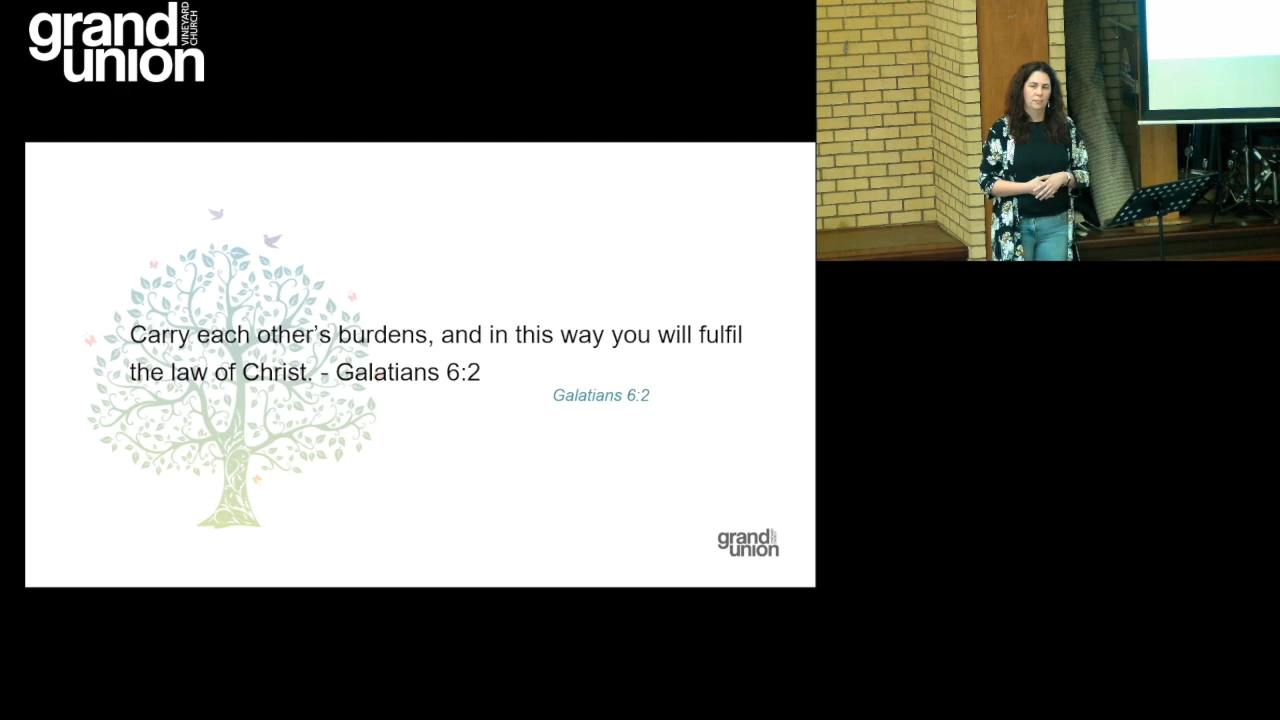 grand
union
VINEYARD
CHURCH
Carry each other’s burdens, and in this way you will fulfil
the law of Christ. - Galatians 6:2
Galatians 6:2
grand
union